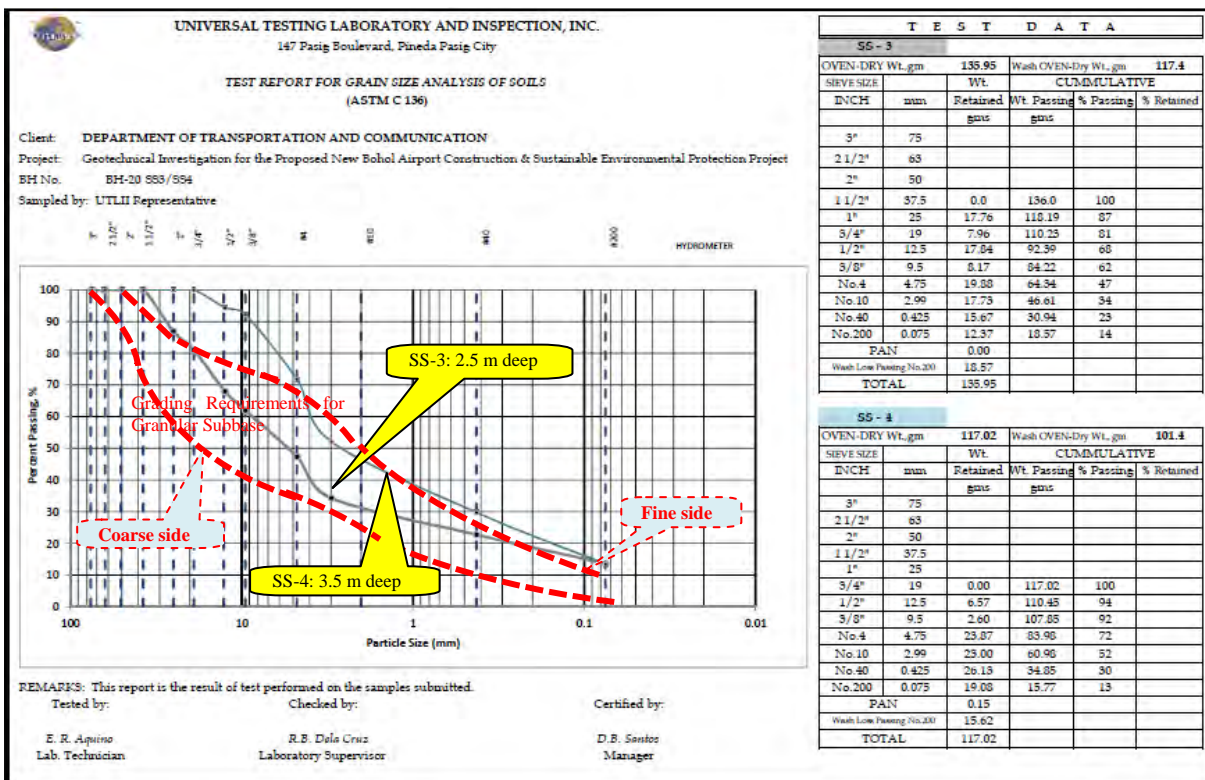 UNIVERSAL TESTING LABORATORY AND INSPECTION, INC.
147 Pasig Boulevard, Pineda Pasig City
TEST REPORT FOR GRAIN SIZE ANALYSIS OF SOILS
(ASTM C 136)
Client: DEPARTMENT OF TRANSPORTATION AND COMMUNICATION
Project: Geotechnical Investigation for the Proposed New Bohol Airport Construction & Sustainable Environmental Protection Project
BH No. BH-20 SS3/SS4
Sampled by: UTLII Representative
3" 2 1/2" 2" 1 1/2" 1" 3/4" 1/2" 3/8" #4 #10 #40 #200 HYDROMETER
Percent Passing, %
100
90
80
70
60
50
40
30
20
10
0
100 10 1 0.1 0.01
Particle Size (mm)
SS-3: 2.5 m deep
Grading Requirements for
Granular Subbase
Coarse side
Fine side
SS-4: 3.5 m deep
REMARKS: This report is the result of test performed on the samples submitted.
Tested by: Checked by: Certified by:
E. R. Aquino R.B. Dela Cruz D.B. Santos
Lab. Technician Laboratory Supervisor Manager
T E S T D A T A
SS - 3
OVEN-DRY Wt.,gm 135.95 Wash OVEN-Dry Wt., gm 117.4
SIEVE SIZE Wt. CUMMULATIVE
INCH mm Retained Wt. Passing % Passing % Retained
gms gms
3" 75
2 1/2" 63
2" 50
1 1/2" 37.5 0.0 136.0 100
1" 25 17.76 118.19 87
3/4" 19 7.96 110.23 81
1/2" 12.5 17.84 92.39 68
3/8" 9.5 8.17 84.22 62
No.4 4.75 19.88 64.34 47
No.10 2.99 17.73 46.61 34
No.40 0.425 15.67 30.94 23
No.200 0.075 12.37 18.57 14
PAN 0.00
Wash Loss Passing No.200 18.57
TOTAL 135.95
SS - 4
OVEN-DRY Wt.,gm 117.02 Wash OVEN-Dry Wt., gm 101.4
SIEVE SIZE Wt. CUMMULATIVE
INCH mm Retained Wt. Passing % Passing % Retained
gms gms
3" 75
2 1/2" 63
2" 50
1 1/2" 37.5
1" 25
3/4" 19 0.00 117.02 100
1/2" 12.5 6.57 110.45 94
3/8" 9.5 2.60 107.85 92
No.4 4.75 23.87 83.98 72
No.10 2.99 23.00 60.98 52
No.40 0.425 26.13 34.85 30
No.200 0.075 19.08 15.77 13
PAN 0.15
Wash Loss Passing No.200 15.62
TOTAL 117.02